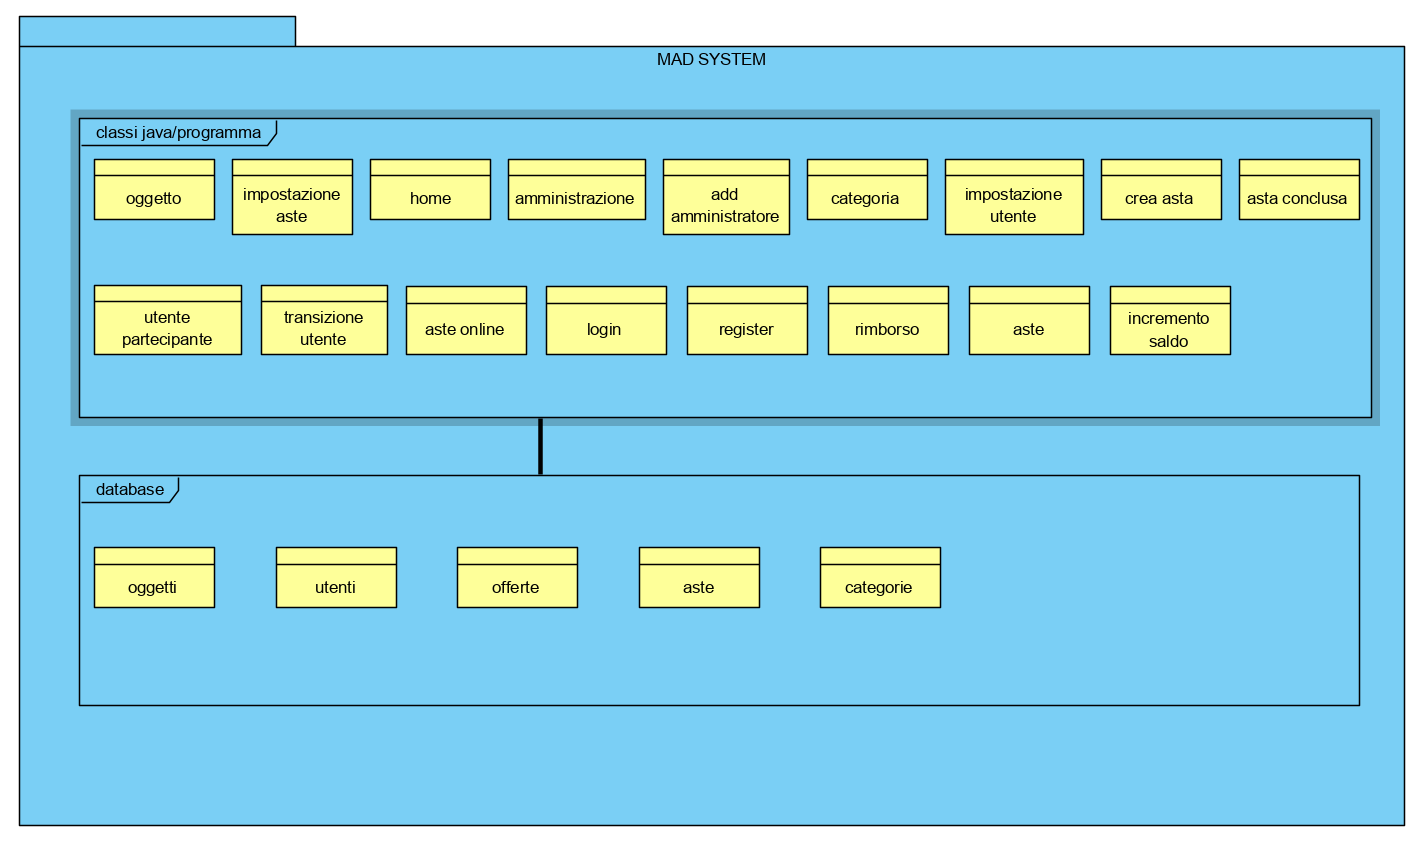 MAD SYSTEM
classi java/programma
oggetto
impostazione
aste
home
amministrazione
add
amministratore
categoria
impostazione
utente
crea asta
asta conclusa
utente
partecipante
transizione
utente
aste online
login
register
rimborso
aste
incremento
saldo
database
oggetti
utenti
offerte
aste
categorie